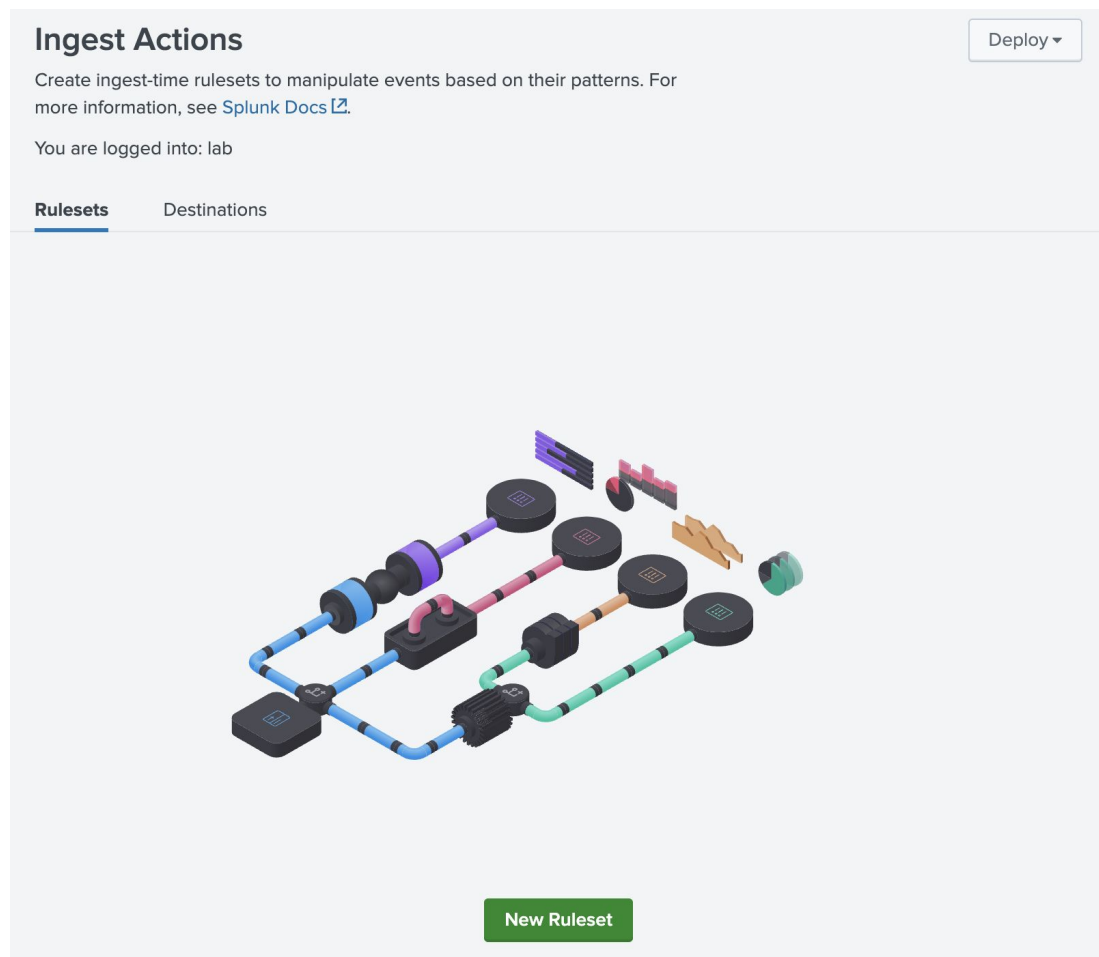 Ingest Actions
Deploy
Create ingest-time rulesets to manipulate events based on their patterns. For
more information, see Splunk Docs.
You are logged into: lab
Rulesets
Destinations
New Ruleset